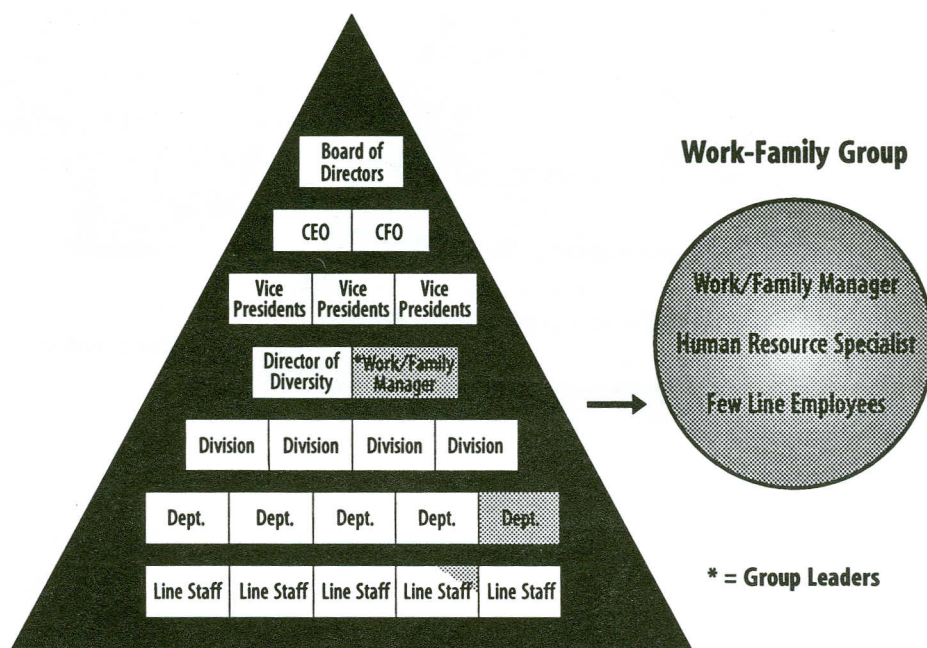 Board of
Directors
CEO CFO
Vice Presidents Vice Presidents Vice Presidents
Director of Diversity *Work/Family Manager
Division Division Division Division
Dept. Dept. Dept. Dept. Dept.
Line Staff Line Staff Line Staff Line Staff Line Staff
Work-Family Group
Work/Family Manager
Human Resource Specialist
Few Line Employees
* = Group Leaders